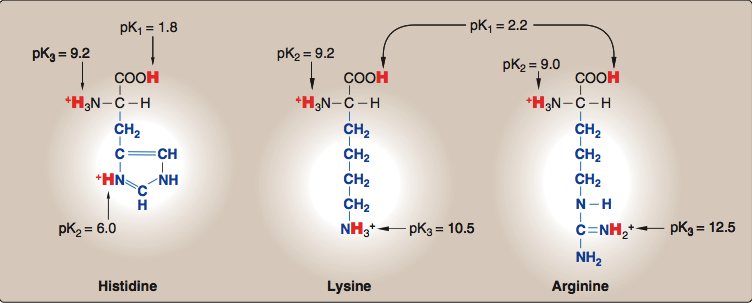 pK₁ = 1.8
pK₃ = 9.2
COOH
⁺H₃N–C–H
CH₂
C=CH
⁺HN NH
C
H
pK₂ = 6.0
Histidine
pK₁ = 2.2
pK₂ = 9.2
COOH
⁺H₃N–C–H
CH₂
CH₂
CH₂
CH₂
NH₃⁺
pK₃ = 10.5
Lysine
pK₂ = 9.0
COOH
⁺H₃N–C–H
CH₂
CH₂
CH₂
N–H
C=NH₂⁺
pK₃ = 12.5
NH₂
Arginine